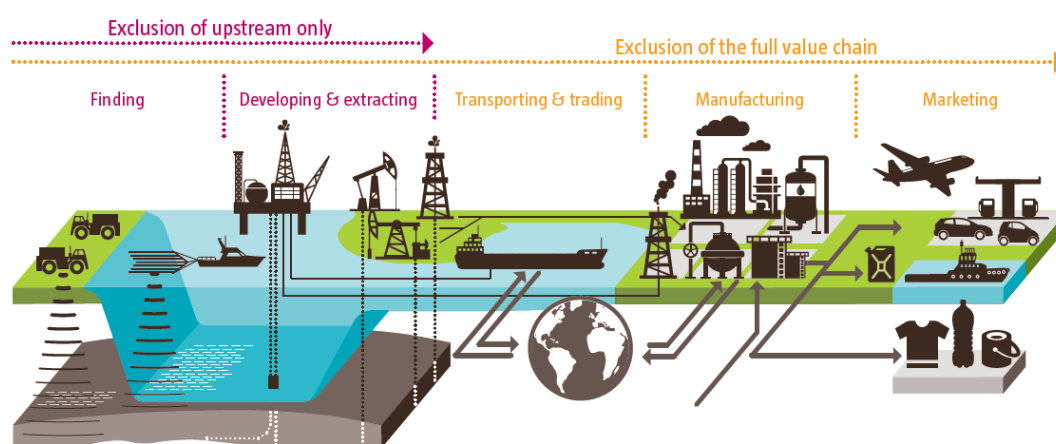 Exclusion of upstream only
Exclusion of the full value chain
Finding
Developing & extracting
Transporting & trading
Manufacturing
Marketing